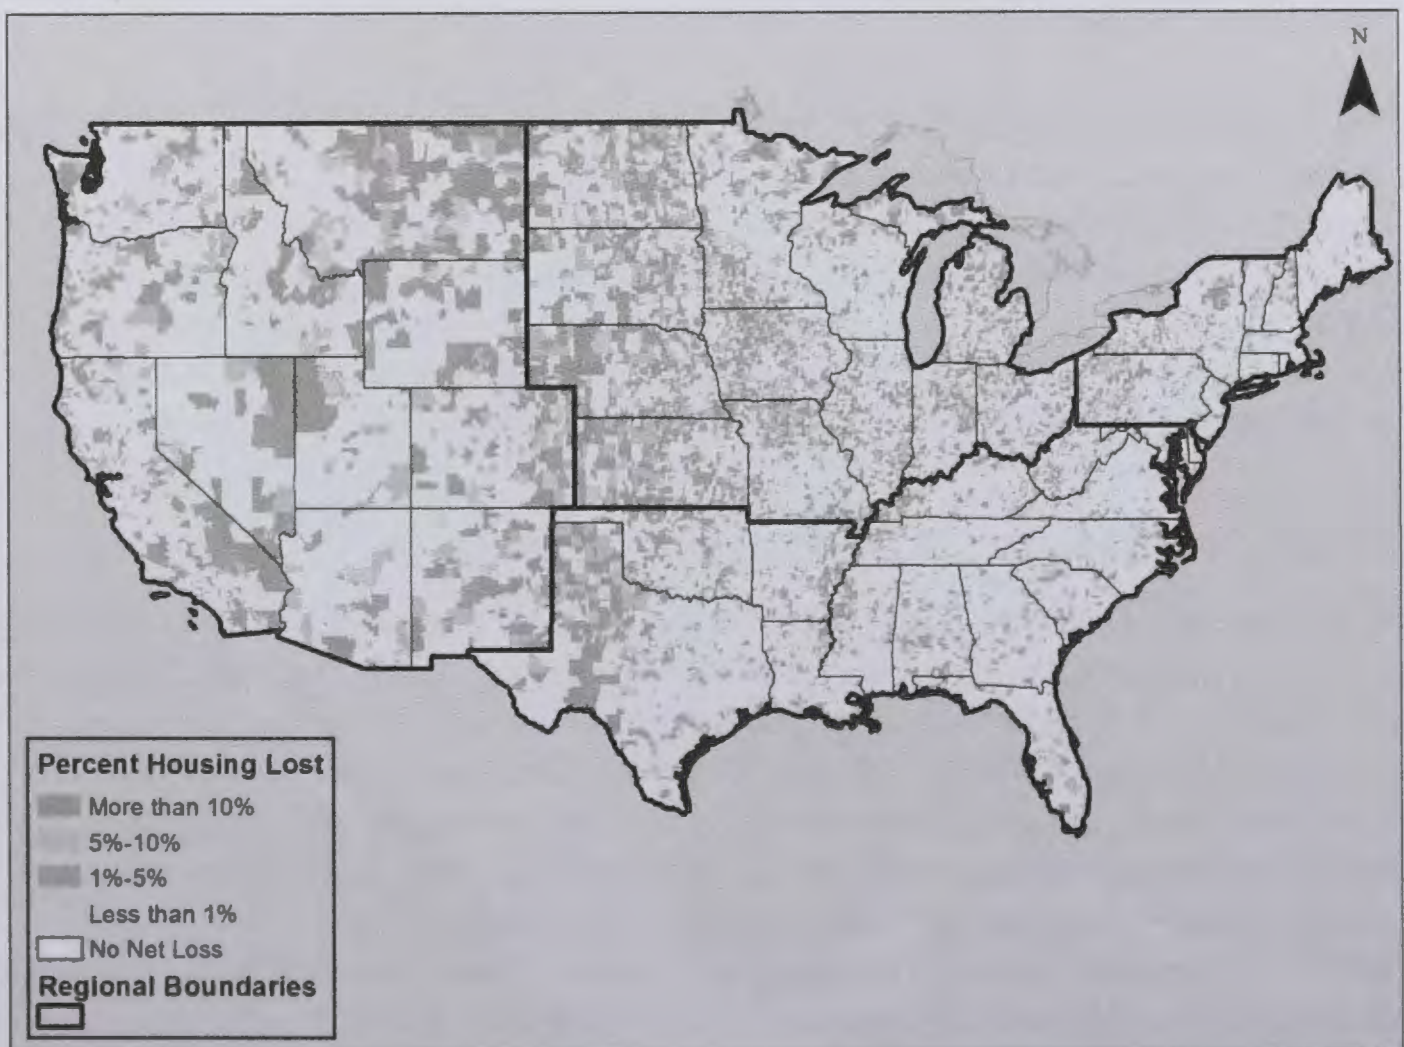 N
Percent Housing Lost
More than 10%
5%-10%
1%-5%
Less than 1%
No Net Loss
Regional Boundaries